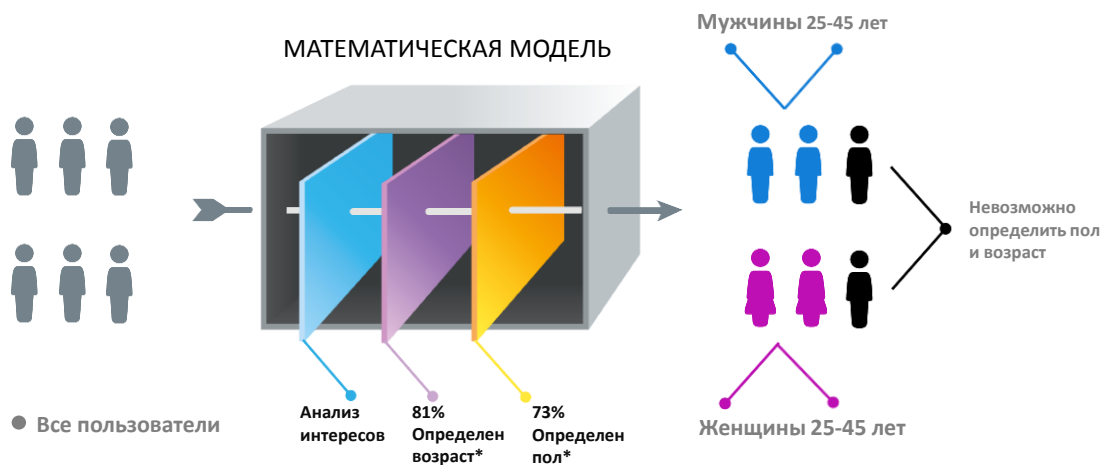 Мужчины 25-45 лет
МАТЕМАТИЧЕСКАЯ МОДЕЛЬ
Невозможно
определить пол
и возраст
Все пользователи
Анализ
интересов
81%
Определен
возраст*
73%
Определен
пол*
Женщины 25-45 лет